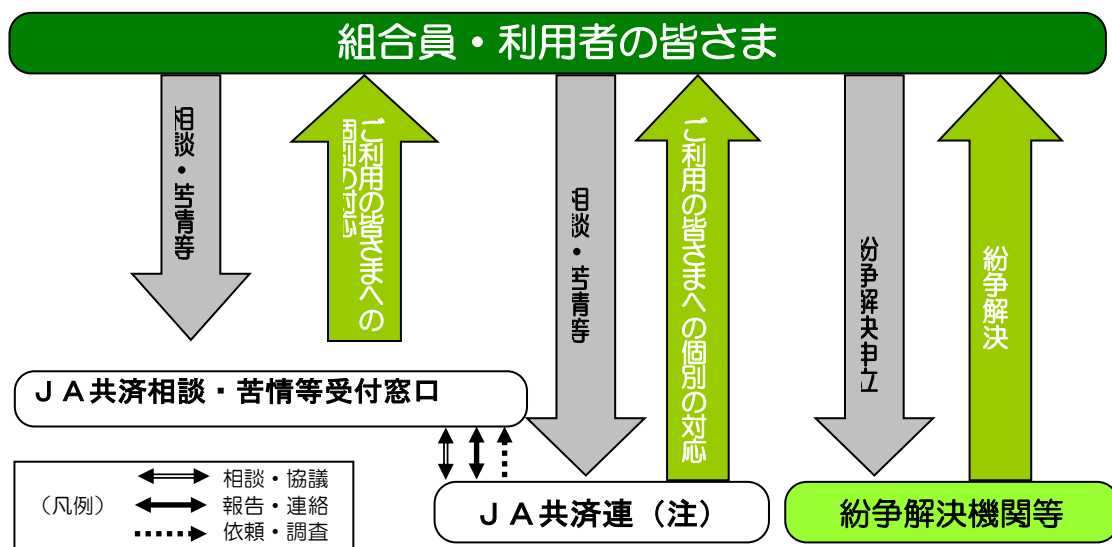 組合員・利用者の皆さま
相談・苦情等
ご利用の皆さまへの
個別の対応
相談・苦情等
ご利用の皆さまへの個別の対応
紛争解決申立
紛争解決
ＪＡ共済相談・苦情等受付窓口
（凡例）
相談・協議
報告・連絡
依頼・調査
ＪＡ共済連（注）
紛争解決機関等